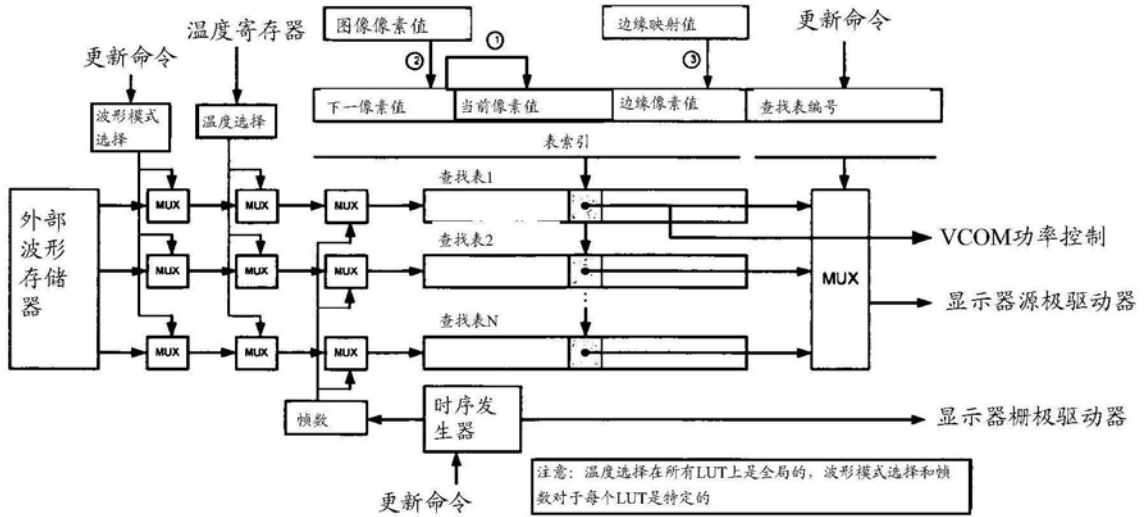 温度寄存器
图像像素值
①
边缘映射值
更新命令
更新命令
②
③
波形模式
选择
温度选择
下一像素值
当前像素值
边缘像素值
查找表编号
表索引
外部
波形
存储
器
MUX
MUX
MUX
查找表1
VCOM功率控制
MUX
MUX
MUX
查找表2
MUX
显示器源极驱动器
MUX
MUX
MUX
查找表N
帧数
时序发
生器
显示器栅极驱动器
更新命令
注意：温度选择在所有LUT上是全局的，波形模式选择和帧
数对于每个LUT是特定的